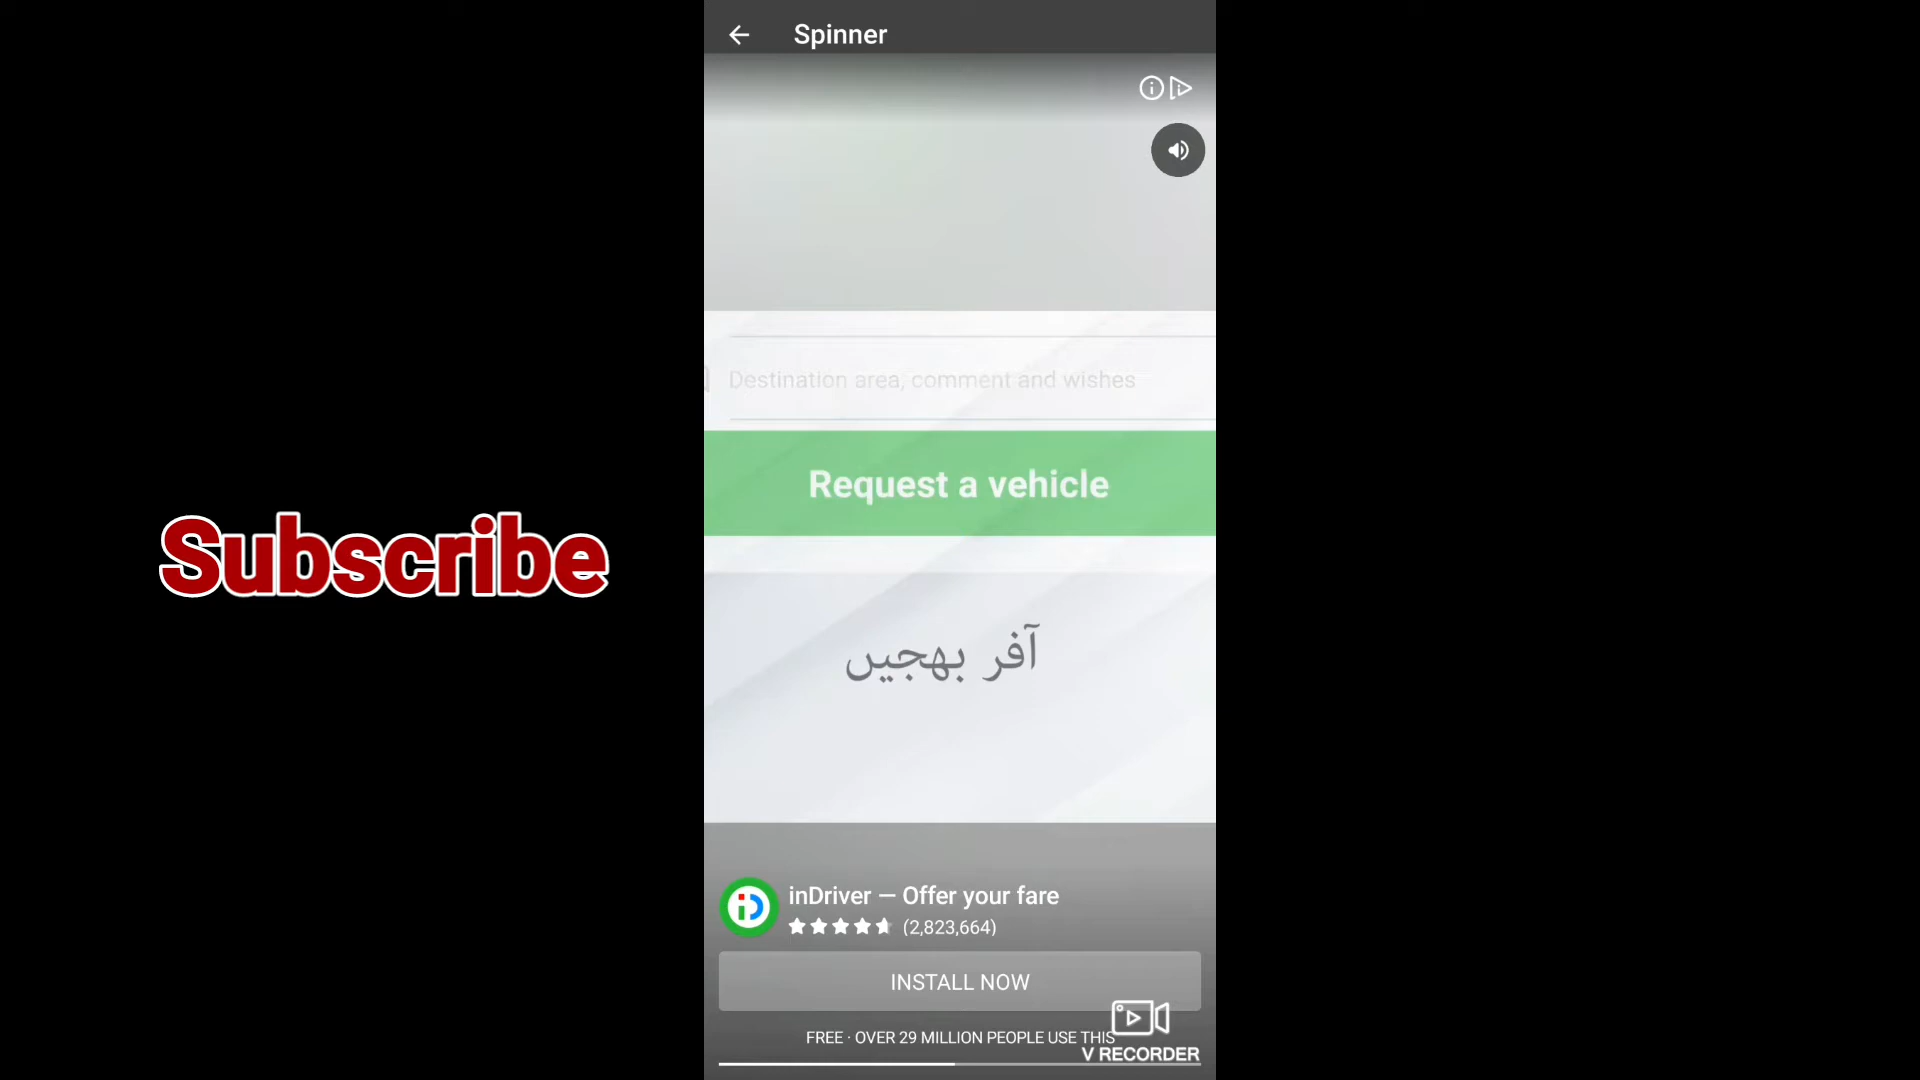 Spinner
Destination area, comment and wishes
Request a vehicle
Subscribe
آفر بھجیں
inDriver — Offer your fare
(2,823,664)
INSTALL NOW
FREE · OVER 29 MILLION PEOPLE USE THIS
V RECORDER